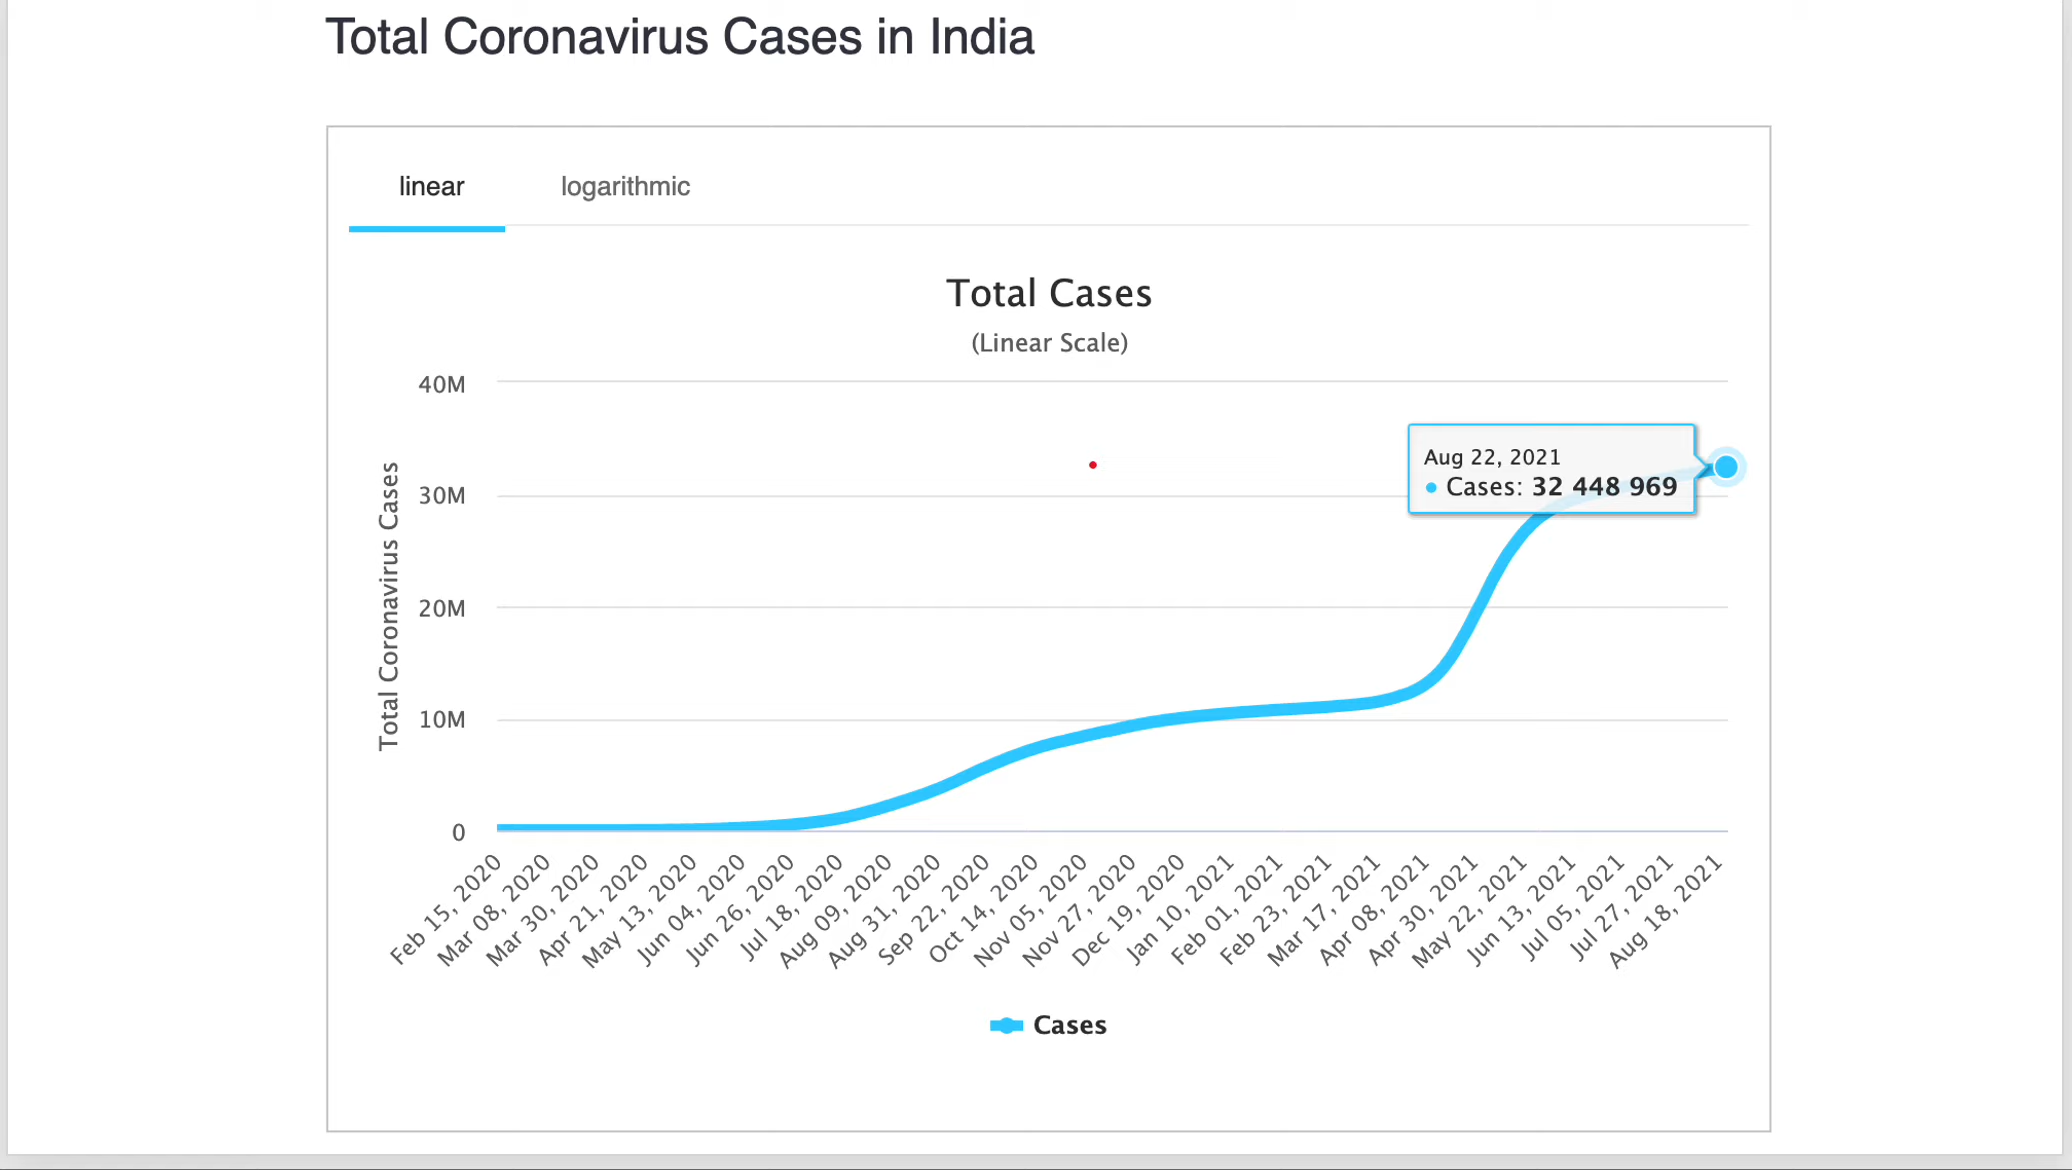 Total Coronavirus Cases in India
linear
logarithmic
Total Cases
(Linear Scale)
Total Coronavirus Cases
40M
30M
20M
10M
0
Aug 22, 2021
Cases: 32 448 969
Feb 15, 2020
Mar 08, 2020
Mar 30, 2020
Apr 21, 2020
May 13, 2020
Jun 04, 2020
Jun 26, 2020
Jul 18, 2020
Aug 09, 2020
Aug 31, 2020
Sep 22, 2020
Oct 14, 2020
Nov 05, 2020
Nov 27, 2020
Dec 19, 2020
Jan 10, 2021
Feb 01, 2021
Feb 23, 2021
Mar 17, 2021
Apr 08, 2021
Apr 30, 2021
May 22, 2021
Jun 13, 2021
Jul 05, 2021
Jul 27, 2021
Aug 18, 2021
Cases